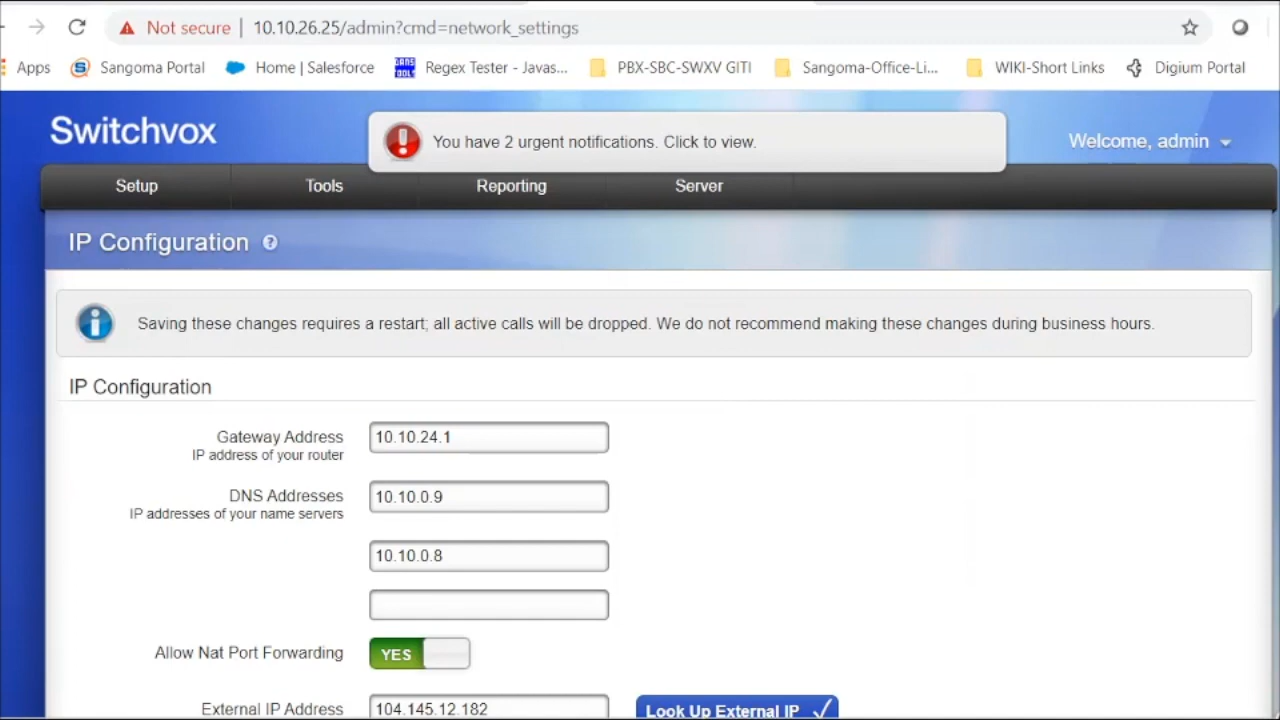 Not secure | 10.10.26.25/admin?cmd=network_settings
Apps Sangoma Portal Home | Salesforce Regex Tester - Javas... PBX-SBC-SWXV GITI Sangoma-Office-Li... WIKI-Short Links Digium Portal
Switchvox
You have 2 urgent notifications. Click to view.
Welcome, admin
Setup Tools Reporting Server
IP Configuration ?
Saving these changes requires a restart; all active calls will be dropped. We do not recommend making these changes during business hours.
IP Configuration
Gateway Address 10.10.24.1
IP address of your router
DNS Addresses 10.10.0.9
IP addresses of your name servers
10.10.0.8
Allow Nat Port Forwarding YES
External IP Address 104.145.12.182 Look Up External IP